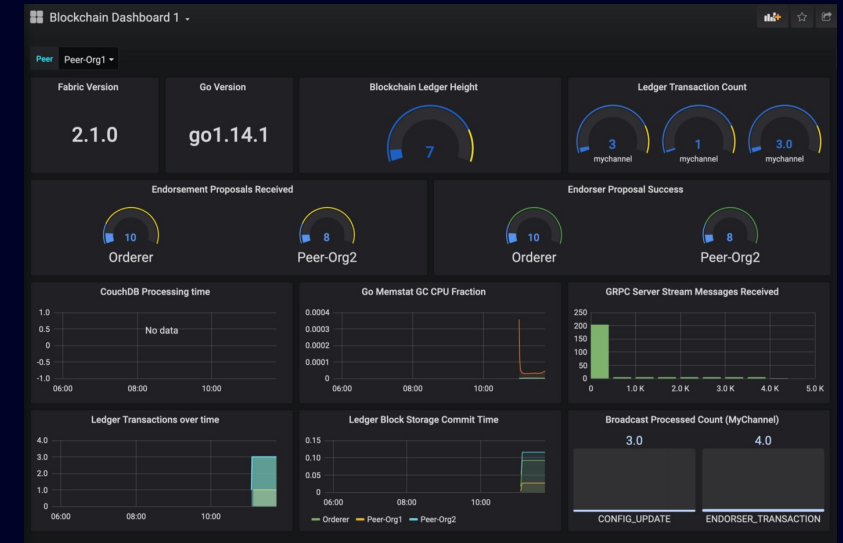 Blockchain Dashboard 1
Peer Peer-Org1
Fabric Version
2.1.0
Go Version
go1.14.1
Blockchain Ledger Height
7
Ledger Transaction Count
3 1 3.0
mychannel mychannel mychannel
Endorsement Proposals Received
10 8
Orderer Peer-Org2
Endorser Proposal Success
10 8
Orderer Peer-Org2
CouchDB Processing time
1.0
0.5
0
-0.5
-1.0
No data
06:00 08:00 10:00
Go Memstat GC CPU Fraction
0.0004
0.0003
0.0002
0.0001
0
06:00 08:00 10:00
GRPC Server Stream Messages Received
250
200
150
100
50
0
0 1.0 K 2.0 K 3.0 K 4.0 K 5.0 K
Ledger Transactions over time
4.0
3.0
2.0
1.0
0
06:00 08:00 10:00
Ledger Block Storage Commit Time
0.15
0.10
0.05
0
06:00 08:00 10:00
Orderer Peer-Org1 Peer-Org2
Broadcast Processed Count (MyChannel)
3.0 4.0
CONFIG_UPDATE ENDORSER_TRANSACTION